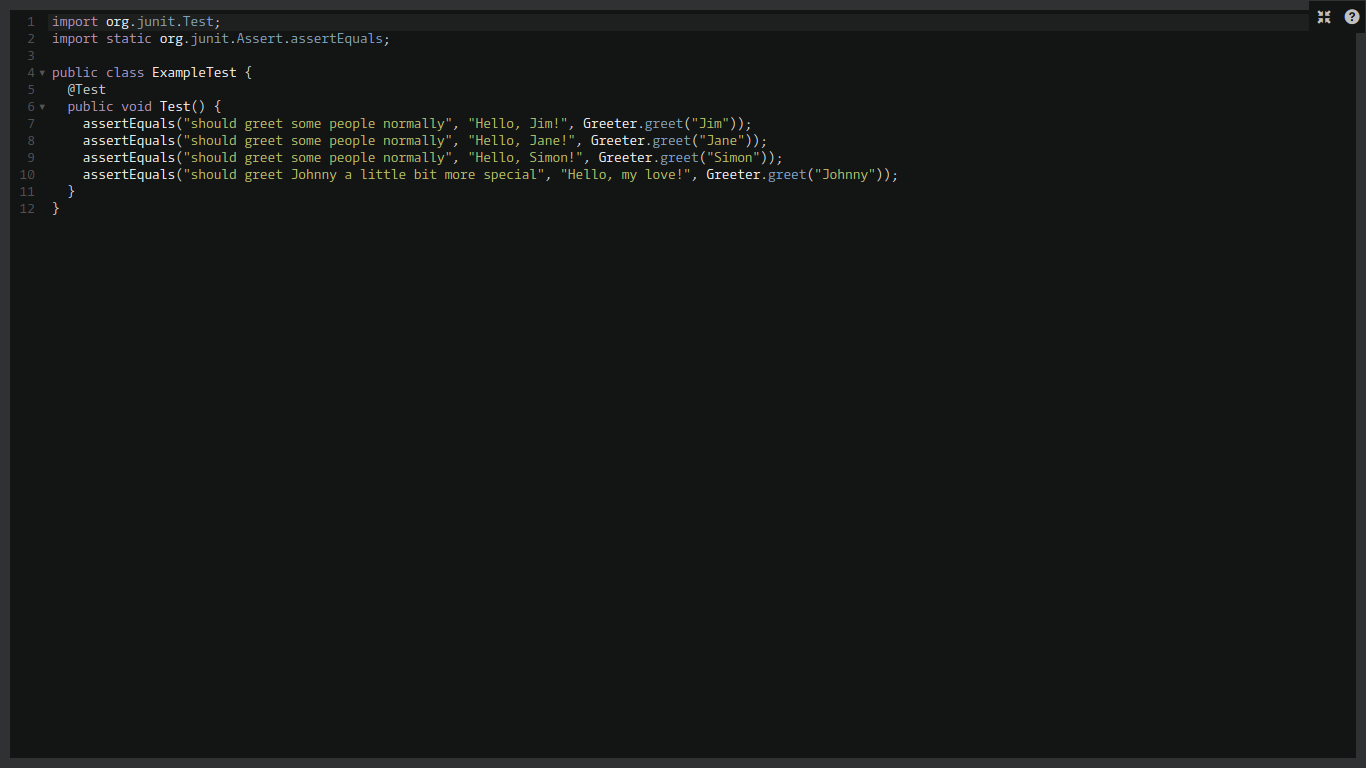 1 import org.junit.Test;
2 import static org.junit.Assert.assertEquals;
3
4 public class ExampleTest {
5   @Test
6   public void Test() {
7     assertEquals("should greet some people normally", "Hello, Jim!", Greeter.greet("Jim"));
8     assertEquals("should greet some people normally", "Hello, Jane!", Greeter.greet("Jane"));
9     assertEquals("should greet some people normally", "Hello, Simon!", Greeter.greet("Simon"));
10     assertEquals("should greet Johnny a little bit more special", "Hello, my love!", Greeter.greet("Johnny"));
11   }
12 }